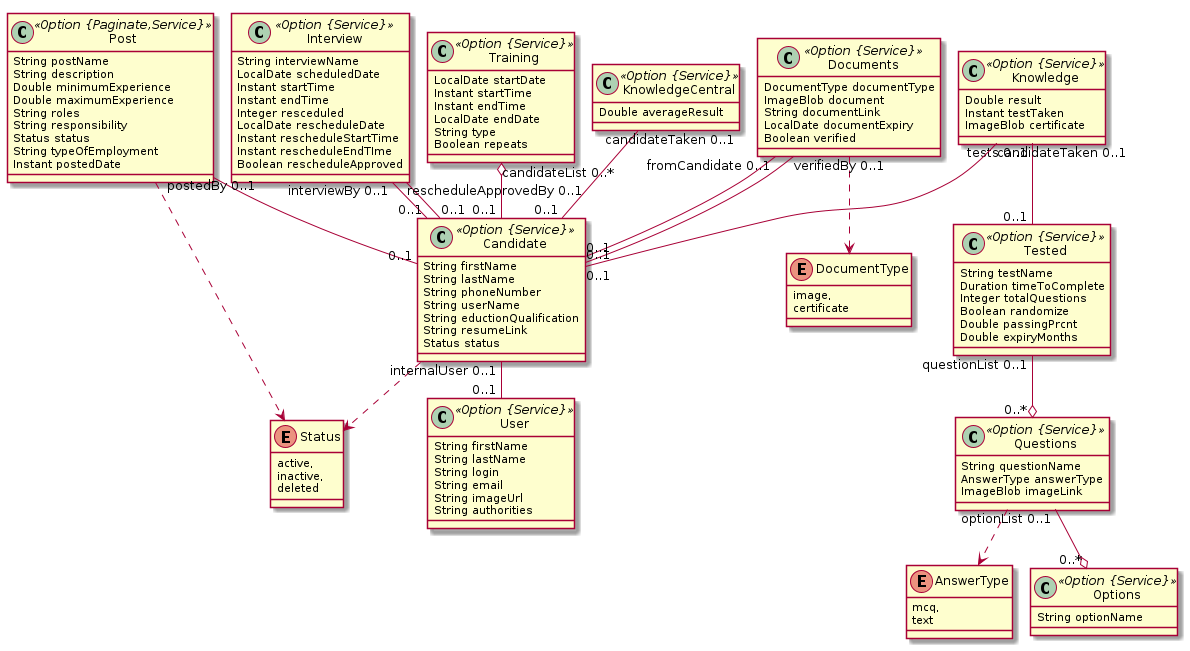 C «Option {Paginate,Service}»
Post
String postName
String description
Double minimumExperience
Double maximumExperience
String roles
String responsibility
Status status
String typeOfEmployment
Instant postedDate
C «Option {Service}»
Interview
String interviewName
LocalDate scheduledDate
Instant startTime
Instant endTime
Integer resceduled
LocalDate rescheduleDate
Instant rescheduleStartTime
Instant rescheduleEndTIme
Boolean rescheduleApproved
C «Option {Service}»
Training
LocalDate startDate
Instant startTime
Instant endTime
LocalDate endDate
String type
Boolean repeats
C «Option {Service}»
KnowledgeCentral
Double averageResult
C «Option {Service}»
Documents
DocumentType documentType
ImageBlob document
String documentLink
LocalDate documentExpiry
Boolean verified
C «Option {Service}»
Knowledge
Double result
Instant testTaken
ImageBlob certificate
postedBy 0..1
interviewBy 0..1
rescheduleApprovedBy 0..1
candidateList 0..*
candidateTaken 0..1
fromCandidate 0..1
verifiedBy 0..1
tests 0..1
candidateTaken 0..1
0..1
0..1
0..1
0..1
0..1
0..1
0..1
0..1
0..1
C «Option {Service}»
Candidate
String firstName
String lastName
String phoneNumber
String userName
String eductionQualification
String resumeLink
Status status
E DocumentType
image,
certificate
C «Option {Service}»
Tested
String testName
Duration timeToComplete
Integer totalQuestions
Boolean randomize
Double passingPrcnt
Double expiryMonths
internalUser 0..1
0..1
questionList 0..1
0..*
E Status
active,
inactive,
deleted
C «Option {Service}»
User
String firstName
String lastName
String login
String email
String imageUrl
String authorities
C «Option {Service}»
Questions
String questionName
AnswerType answerType
ImageBlob imageLink
optionList 0..1
0..*
E AnswerType
mcq,
text
C «Option {Service}»
Options
String optionName